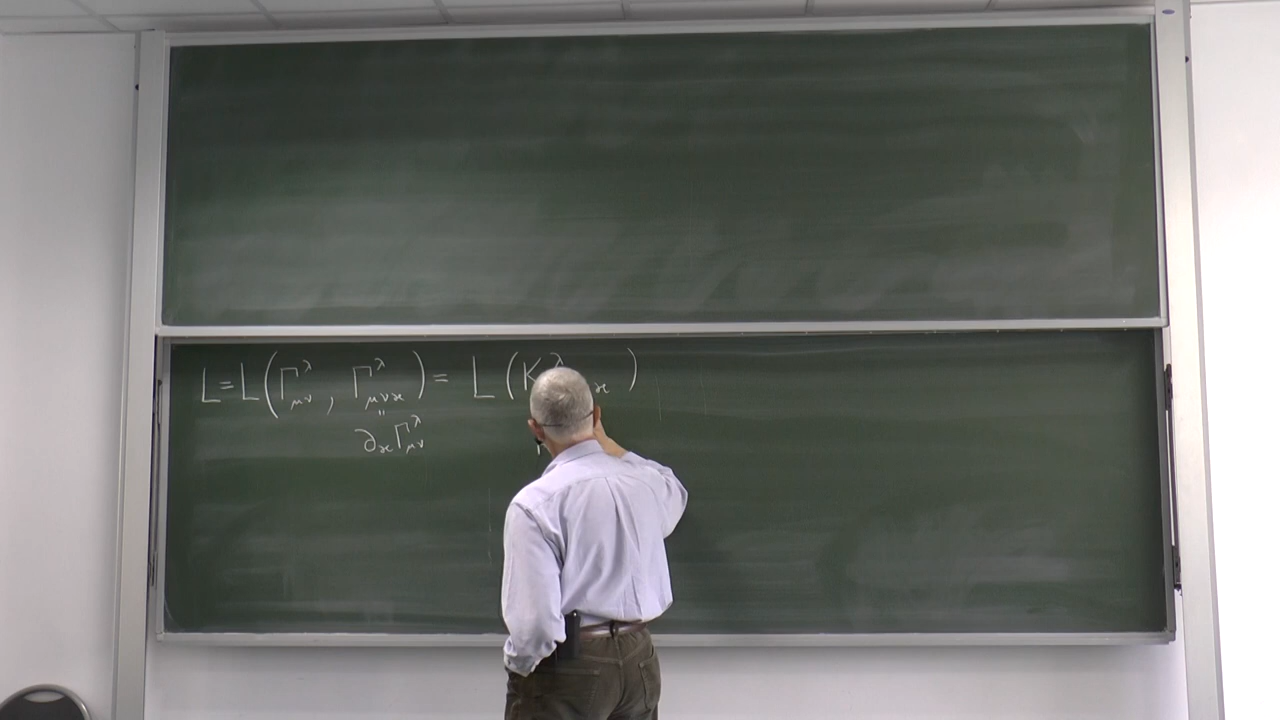 L=L(Γ^λ_μν , Γ^λ_μνϰ) = L(K^λ ϰ)
"
∂_ϰ Γ^λ_μν